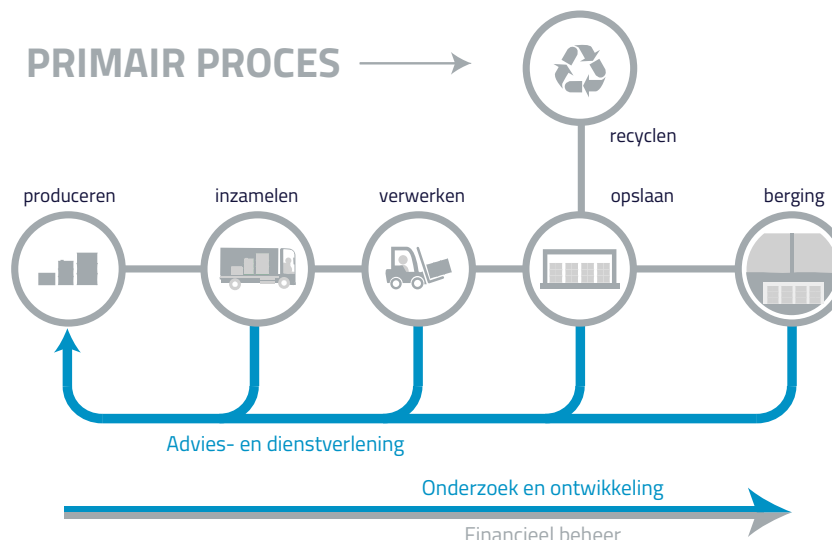 PRIMAIR PROCES
recyclen
produceren
inzamelen
verwerken
opslaan
berging
Advies- en dienstverlening
Onderzoek en ontwikkeling
Financieel beheer